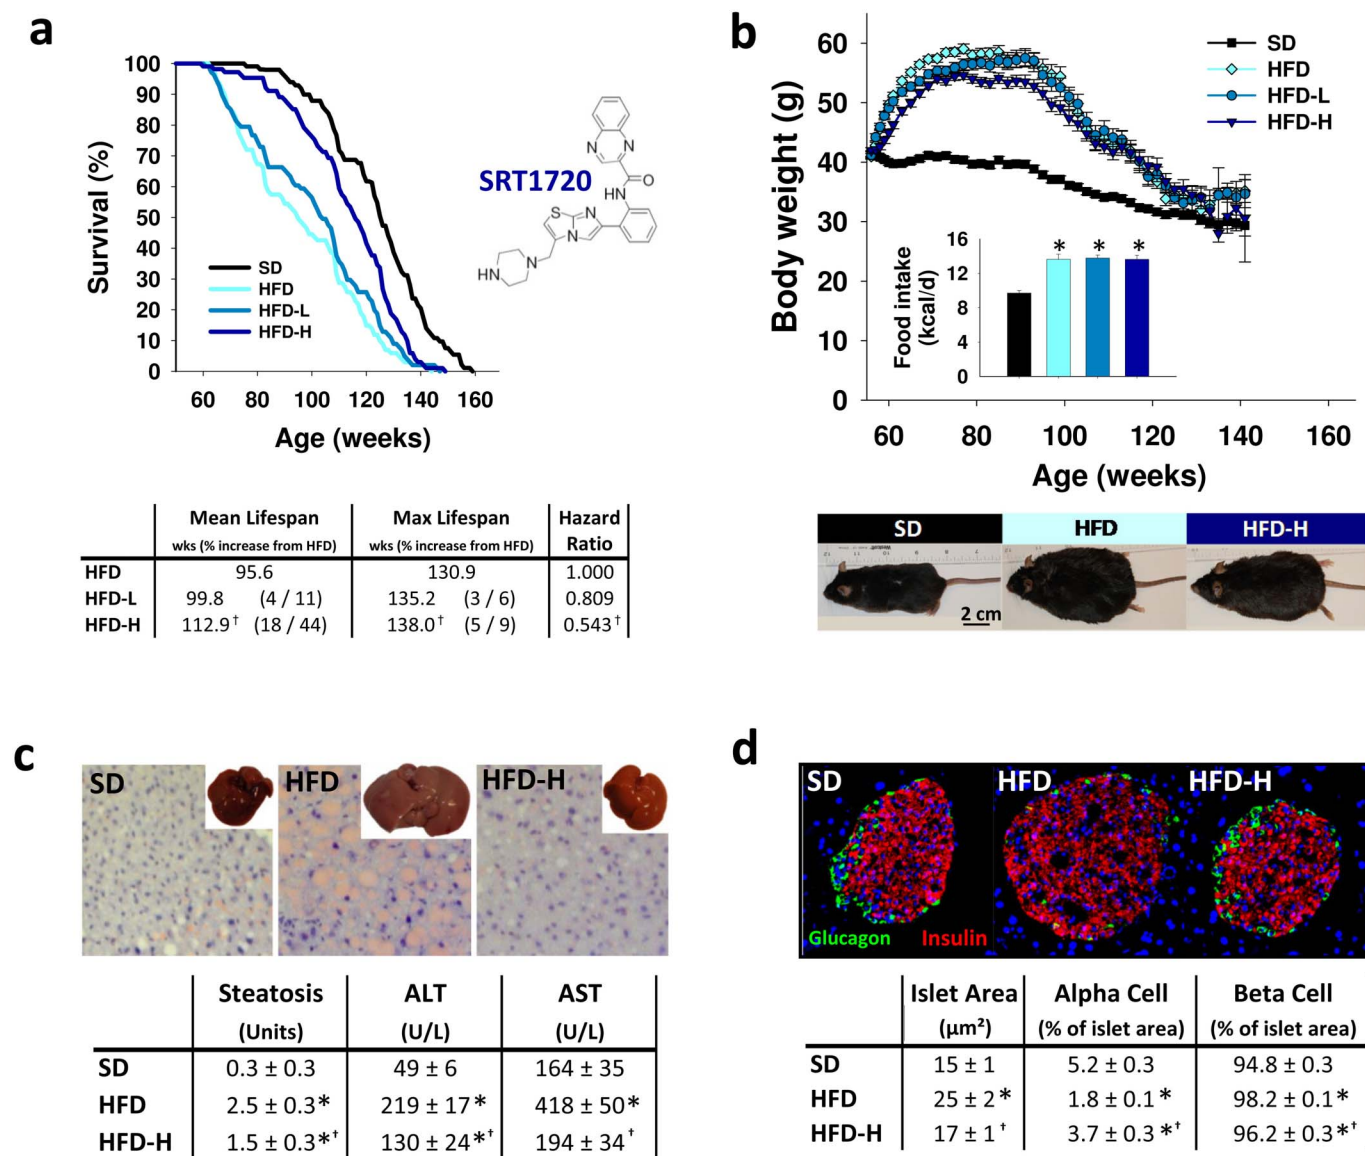 a
100
90
80
70
60
50
40
30
20
10
0
Survival (%)
60 80 100 120 140 160
Age (weeks)
SD
HFD
HFD-L
HFD-H
SRT1720
N
N
O
HN
S
N
N
N
HN
Mean Lifespan Max Lifespan Hazard
wks (% increase from HFD) wks (% increase from HFD) Ratio
HFD 95.6 130.9 1.000
HFD-L 99.8 (4 / 11) 135.2 (3 / 6) 0.809
HFD-H 112.9† (18 / 44) 138.0† (5 / 9) 0.543†
b
60
50
40
30
20
10
0
Body weight (g)
60 80 100 120 140 160
Age (weeks)
SD
HFD
HFD-L
HFD-H
16
12
8
4
0
Food intake
(kcal/d)
* * *
SD HFD HFD-H
2 cm
c
SD HFD HFD-H
Steatosis ALT AST
(Units) (U/L) (U/L)
SD 0.3 ± 0.3 49 ± 6 164 ± 35
HFD 2.5 ± 0.3* 219 ± 17* 418 ± 50*
HFD-H 1.5 ± 0.3*† 130 ± 24*† 194 ± 34†
d
SD HFD HFD-H
Glucagon Insulin
Islet Area Alpha Cell Beta Cell
(µm²) (% of islet area) (% of islet area)
SD 15 ± 1 5.2 ± 0.3 94.8 ± 0.3
HFD 25 ± 2* 1.8 ± 0.1* 98.2 ± 0.1*
HFD-H 17 ± 1† 3.7 ± 0.3*† 96.2 ± 0.3*†